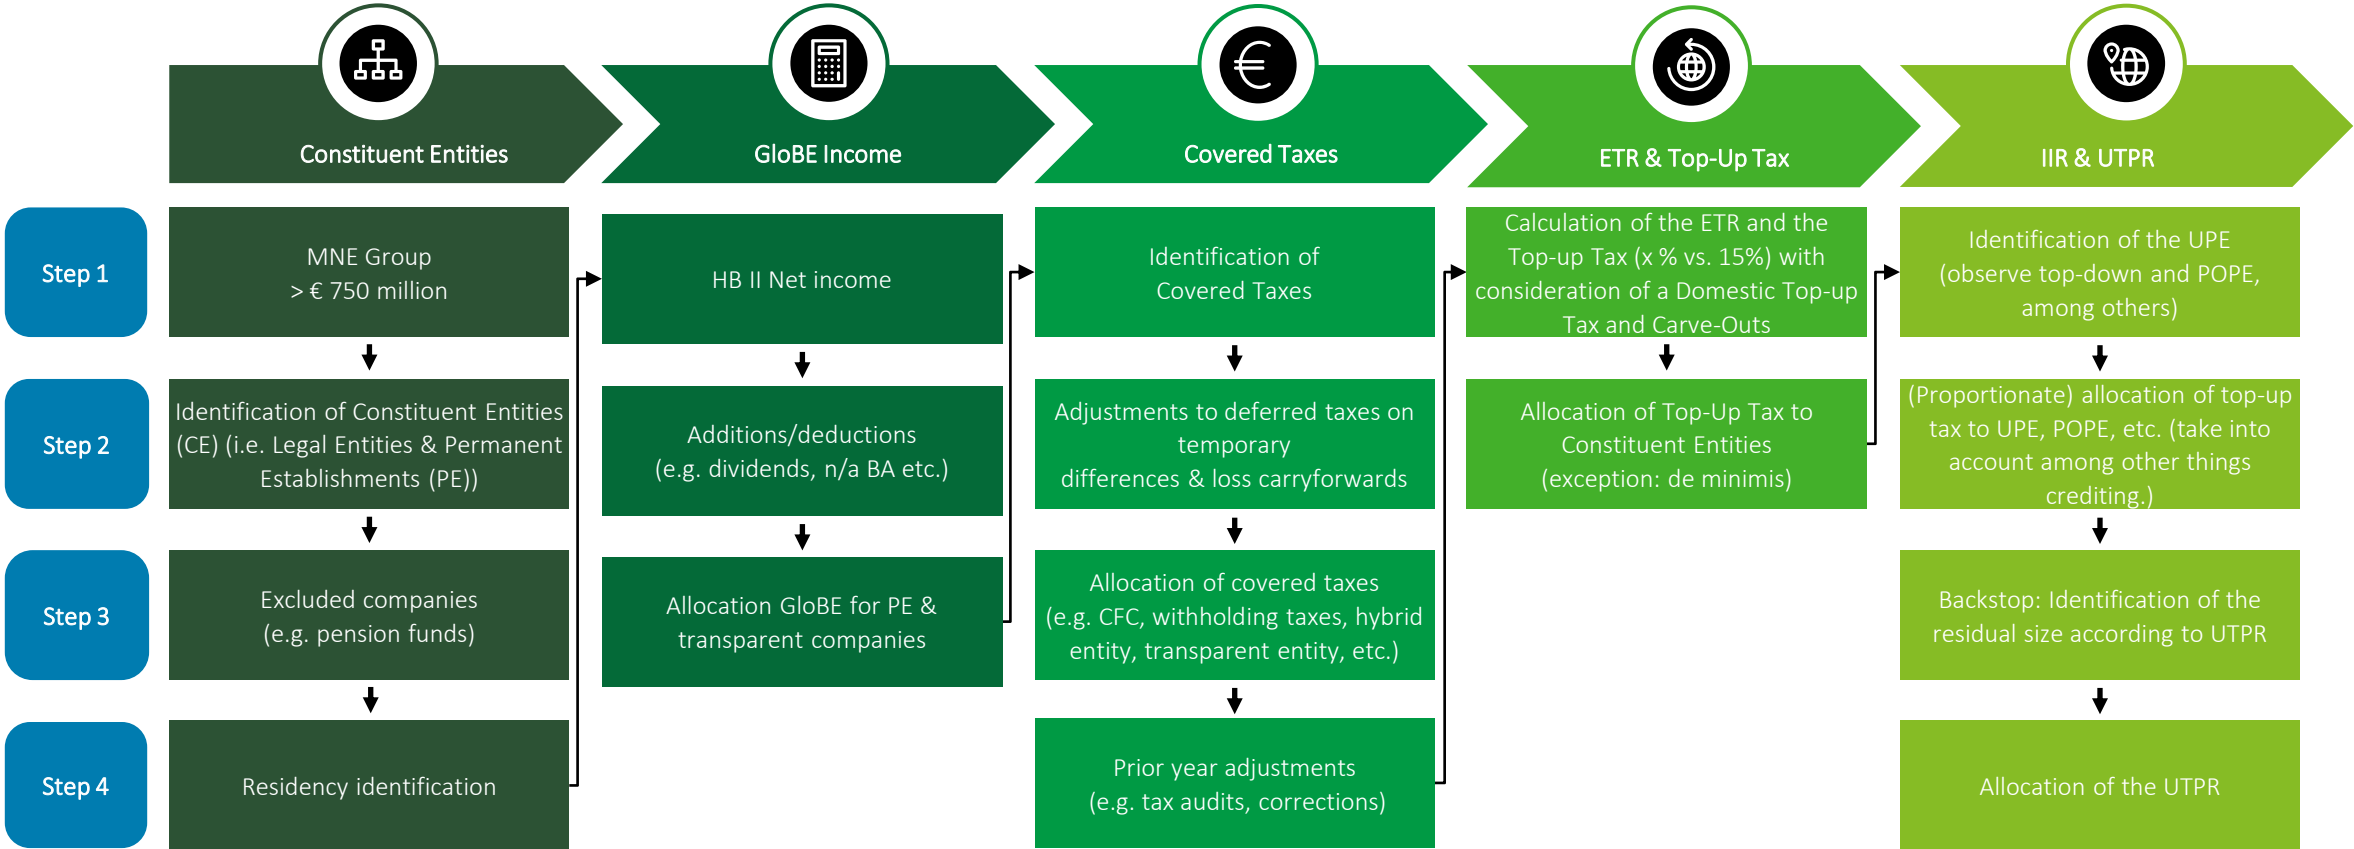 Constituent Entities
GloBE Income
Covered Taxes
ETR & Top-Up Tax
IIR & UTPR
Step 1
MNE Group
> € 750 million
HB II Net income
Identification of
Covered Taxes
Calculation of the ETR and the
Top-up Tax (x % vs. 15%) with
consideration of a Domestic Top-up
Tax and Carve-Outs
Identification of the UPE
(observe top-down and POPE,
among others)
Step 2
Identification of Constituent Entities
(CE) (i.e. Legal Entities & Permanent
Establishments (PE))
Additions/deductions
(e.g. dividends, n/a BA etc.)
Adjustments to deferred taxes on
temporary
differences & loss carryforwards
Allocation of Top-Up Tax to
Constituent Entities
(exception: de minimis)
(Proportionate) allocation of top-up
tax to UPE, POPE, etc. (take into
account among other things
crediting.)
Step 3
Excluded companies
(e.g. pension funds)
Allocation GloBE for PE &
transparent companies
Allocation of covered taxes
(e.g. CFC, withholding taxes, hybrid
entity, transparent entity, etc.)
Backstop: Identification of the
residual size according to UTPR
Step 4
Residency identification
Prior year adjustments
(e.g. tax audits, corrections)
Allocation of the UTPR